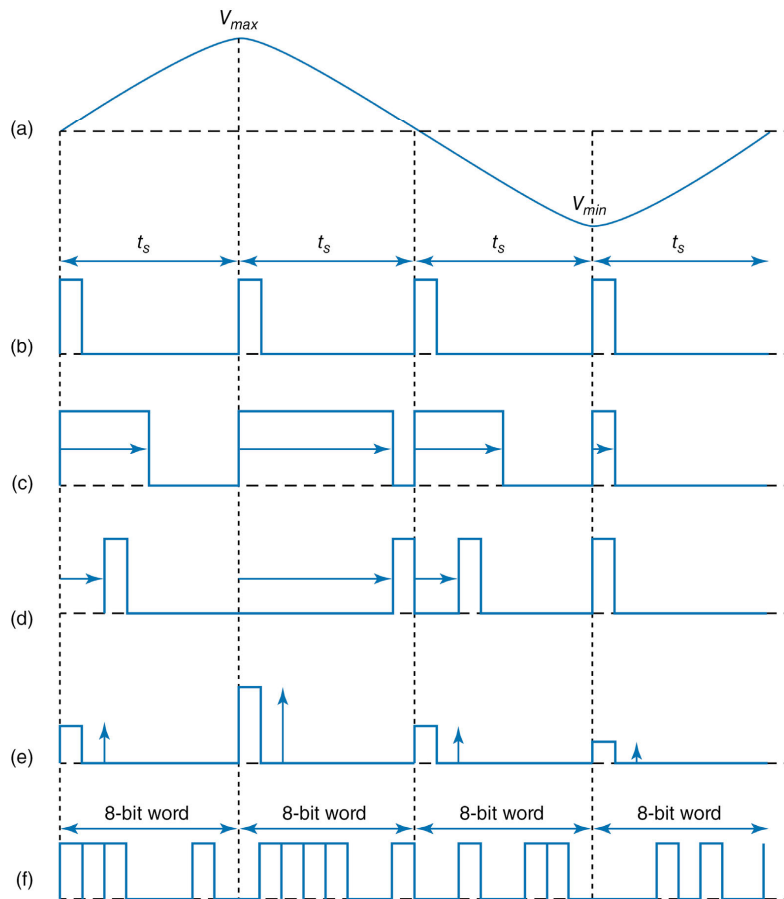 V_max
(a)
V_min
t_s t_s t_s t_s
(b)
(c)
(d)
(e)
8-bit word 8-bit word 8-bit word 8-bit word
(f)